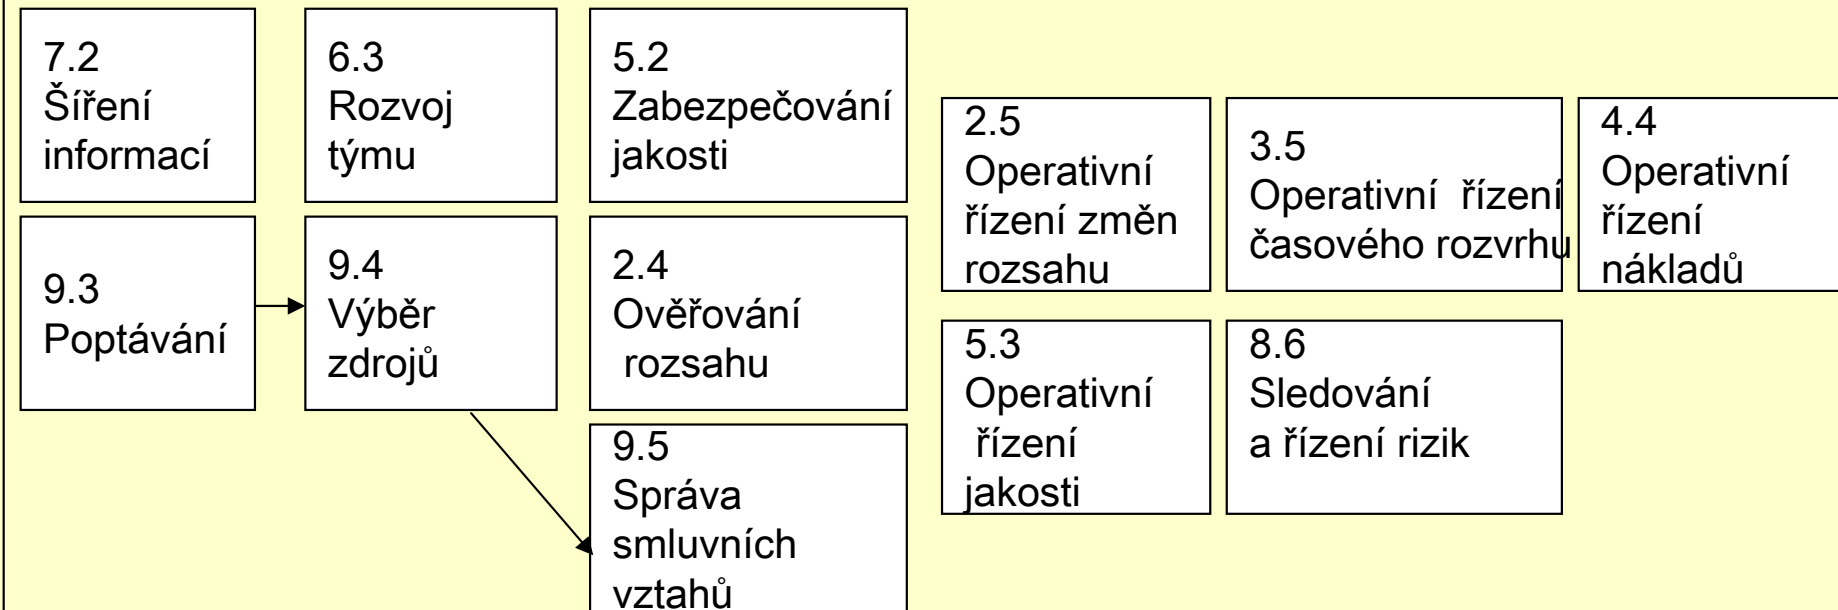 7.2
Šíření
informací
6.3
Rozvoj
týmu
5.2
Zabezpečování
jakosti
9.3
Poptávání
9.4
Výběr
zdrojů
2.4
Ověřování
rozsahu
9.5
Správa
smluvních
vztahů
2.5
Operativní
řízení změn
rozsahu
3.5
Operativní řízení
časového rozvrhu
4.4
Operativní
řízení
nákladů
5.3
Operativní
řízení
jakosti
8.6
Sledování
a řízení rizik